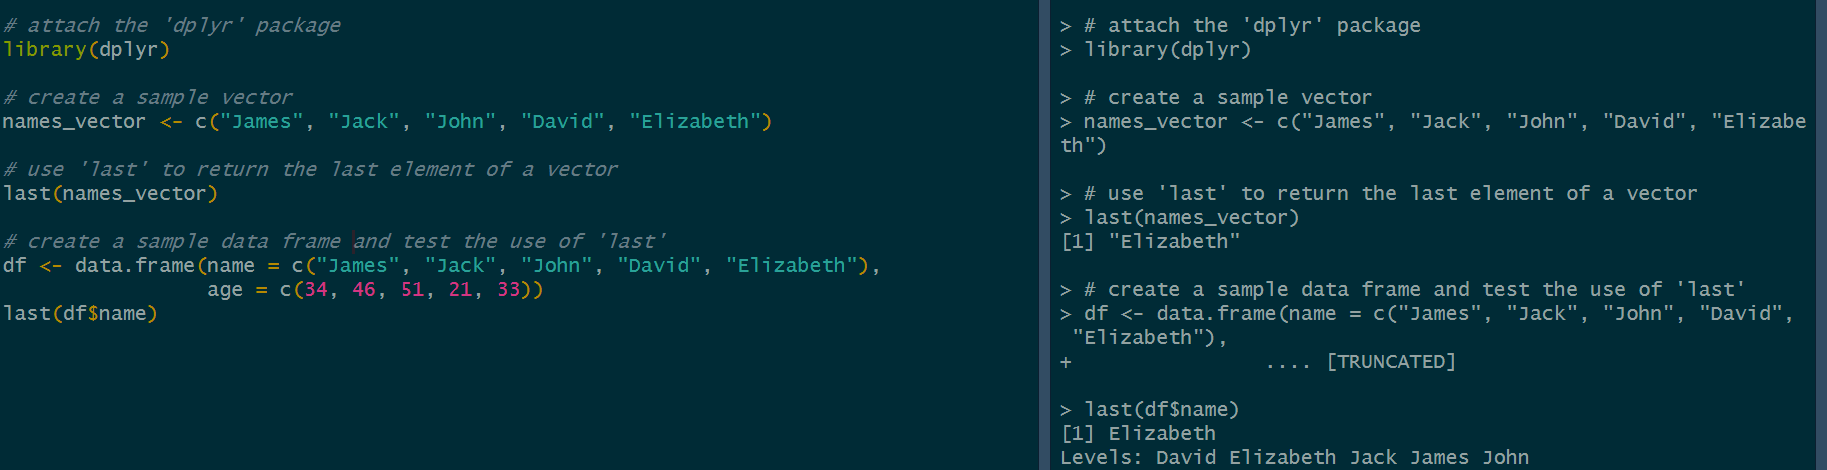 # attach the 'dplyr' package
library(dplyr)
# create a sample vector
names_vector <- c("James", "Jack", "John", "David", "Elizabeth")
# use 'last' to return the last element of a vector
last(names_vector)
# create a sample data frame and test the use of 'last'
df <- data.frame(name = c("James", "Jack", "John", "David", "Elizabeth"),
                 age = c(34, 46, 51, 21, 33))
last(df$name)
> # attach the 'dplyr' package
> library(dplyr)
> # create a sample vector
> names_vector <- c("James", "Jack", "John", "David", "Elizabe
th")
> # use 'last' to return the last element of a vector
> last(names_vector)
[1] "Elizabeth"
> # create a sample data frame and test the use of 'last'
> df <- data.frame(name = c("James", "Jack", "John", "David",
 "Elizabeth"),
+                .... [TRUNCATED]
> last(df$name)
[1] Elizabeth
Levels: David Elizabeth Jack James John